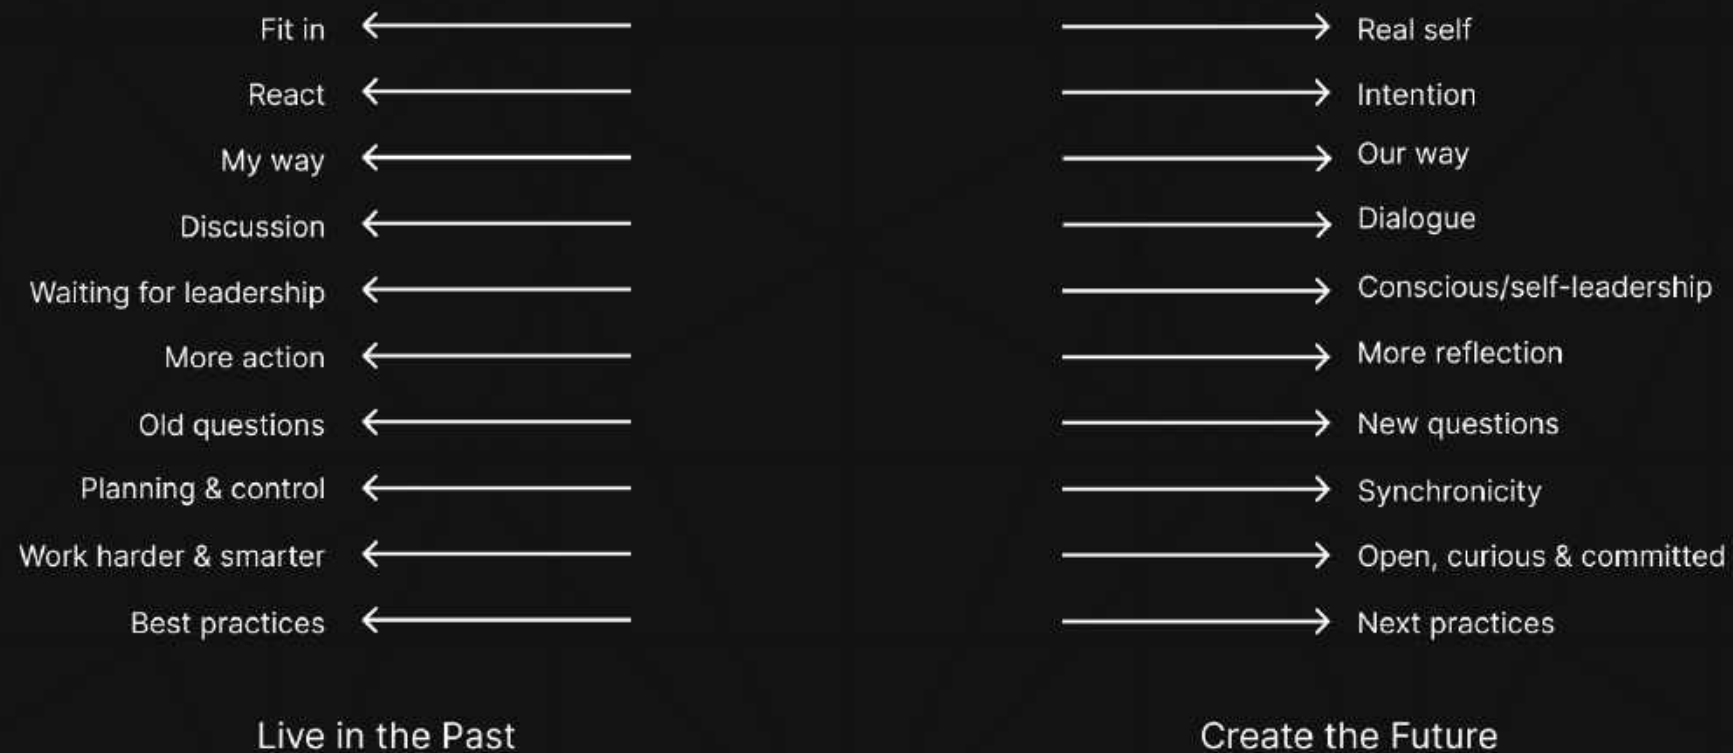 Fit in
Real self
React
Intention
My way
Our way
Discussion
Dialogue
Waiting for leadership
Conscious/self-leadership
More action
More reflection
Old questions
New questions
Planning & control
Synchronicity
Work harder & smarter
Open, curious & committed
Best practices
Next practices
Live in the Past
Create the Future